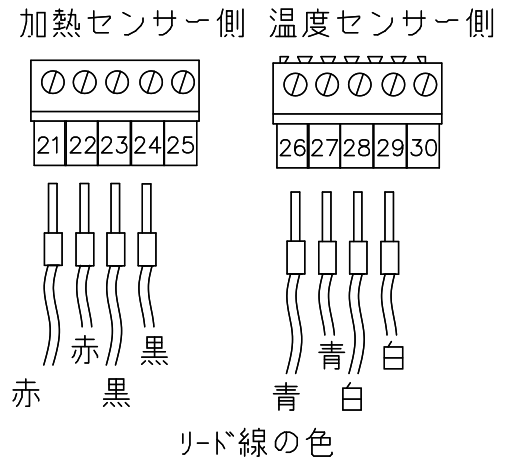 加熱センサー側 温度センサー側
21 22 23 24 25 26 27 28 29 30
赤 黒 青 白
赤 黒 青 白
リード線の色